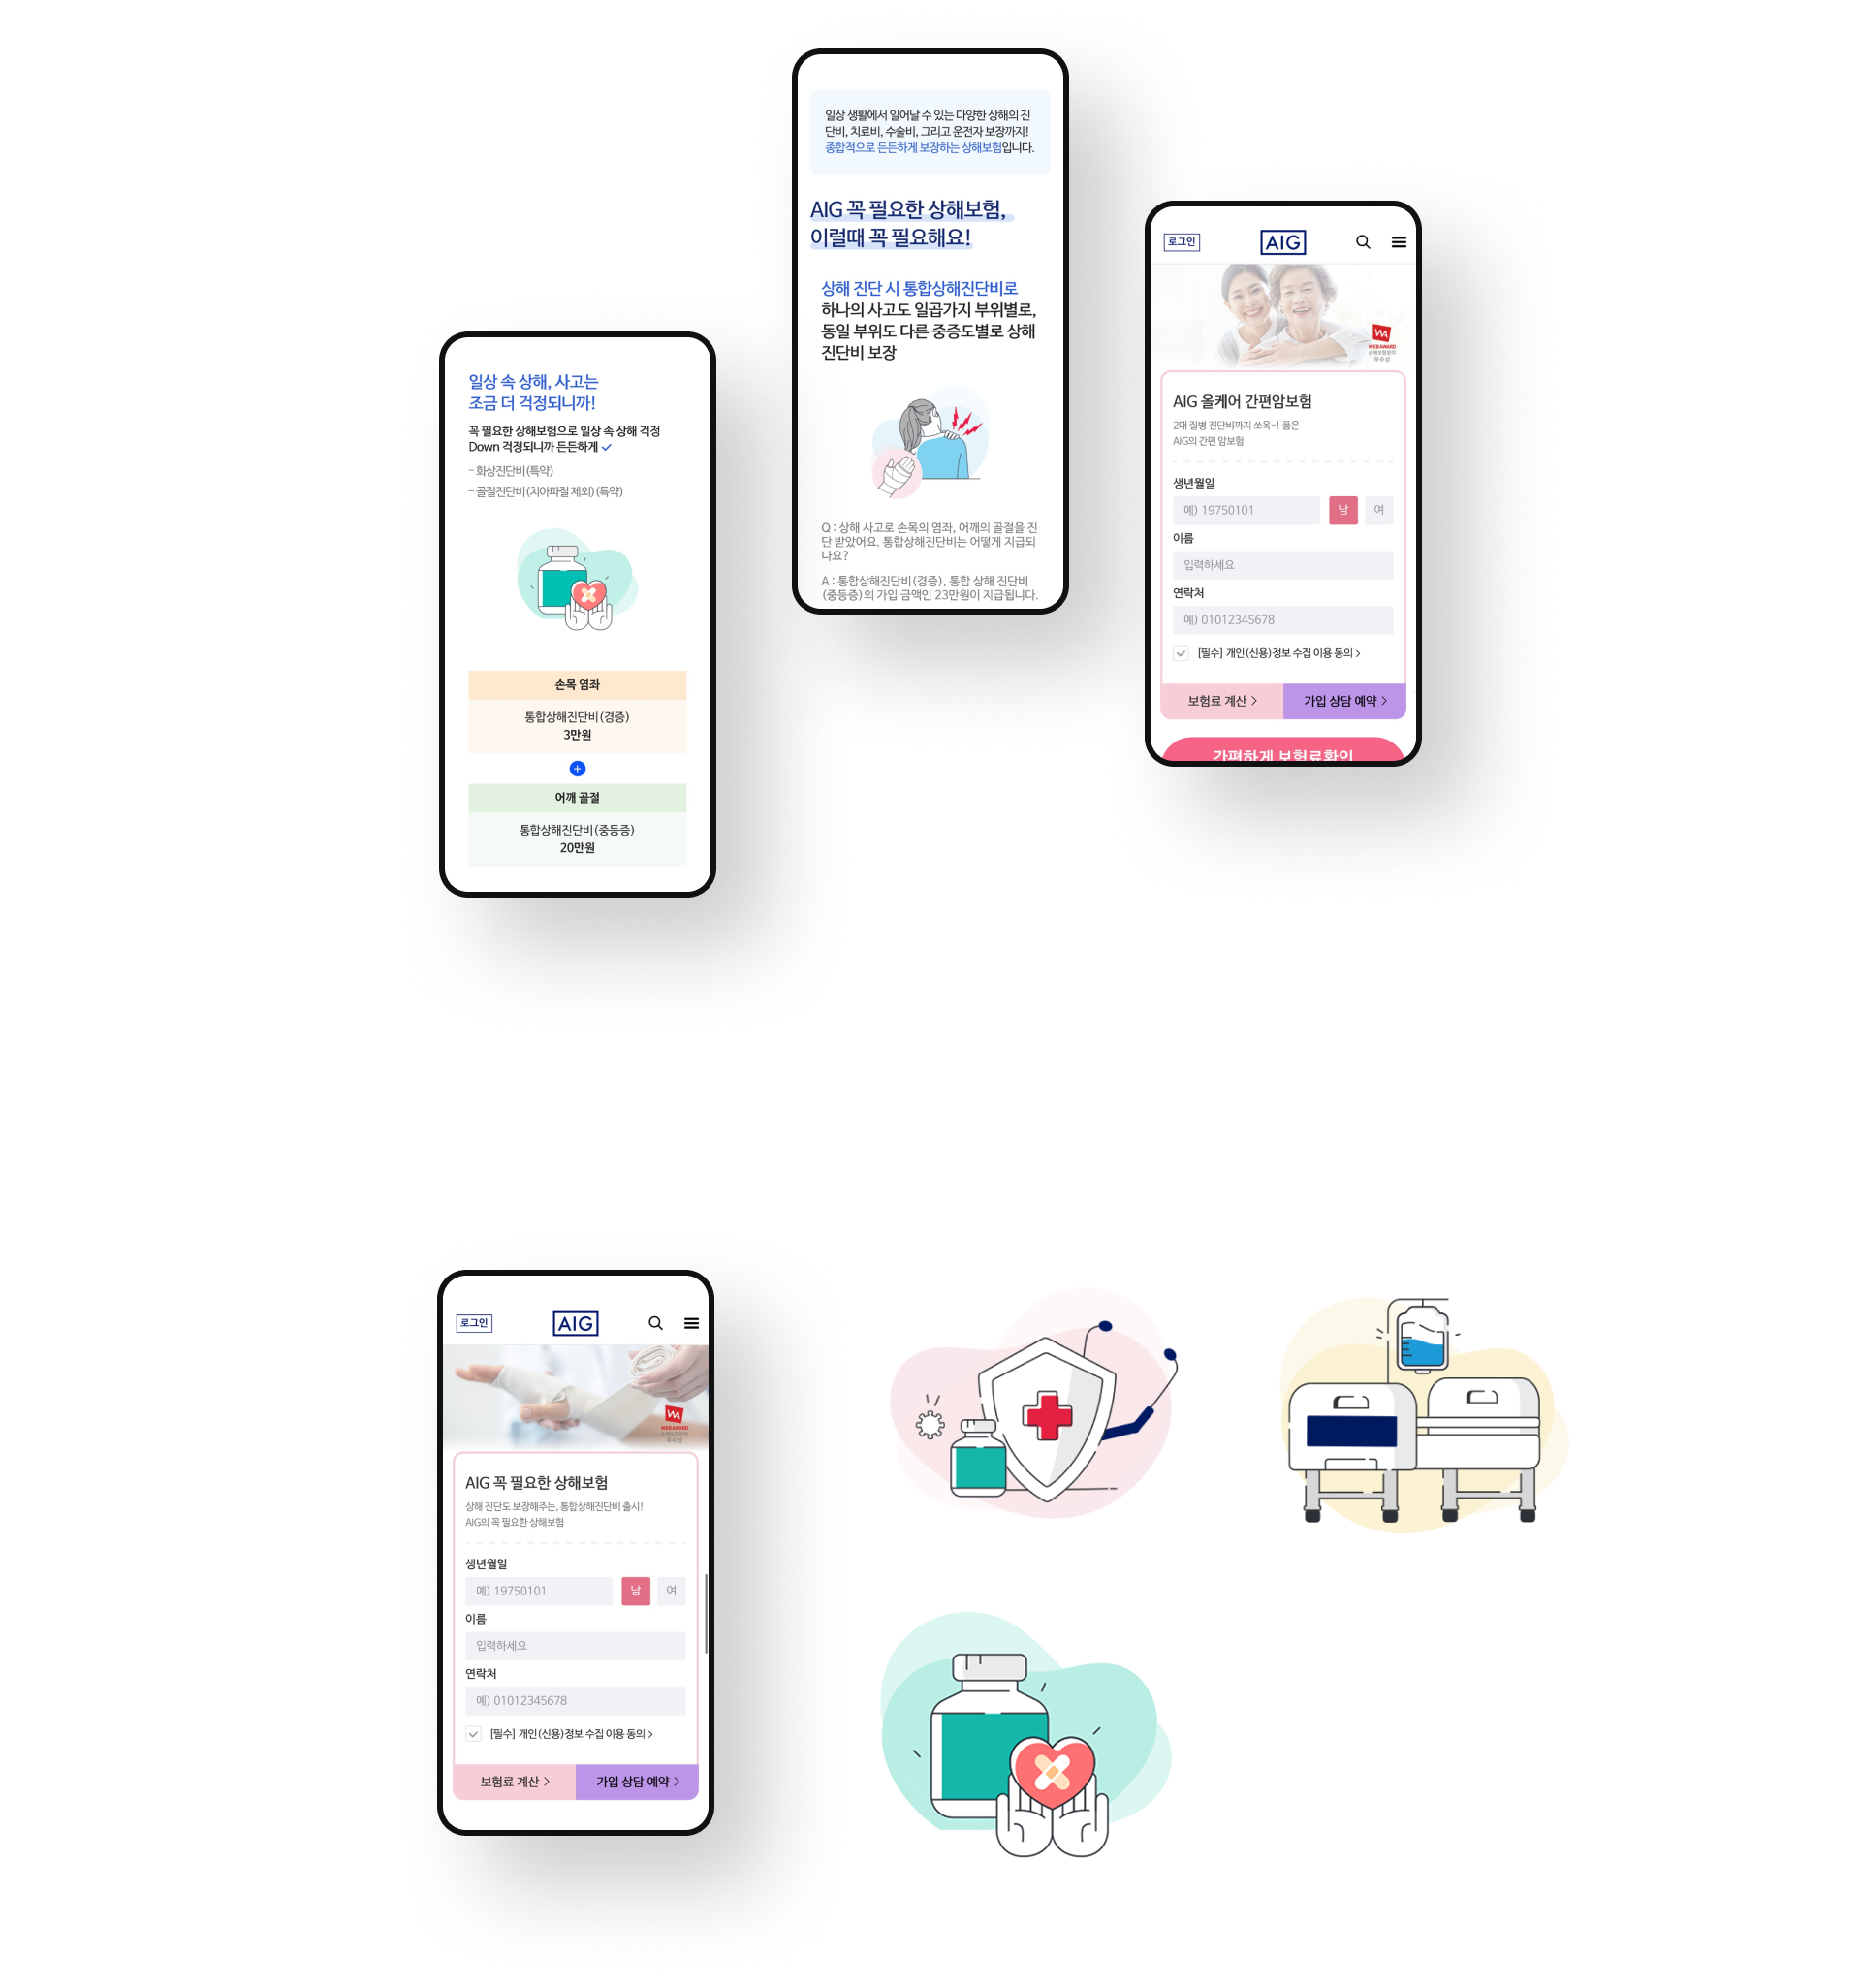 일상 속 상해, 사고는
조금 더 걱정되니까!
꼭 필요한 상해보험으로 일상 속 상해 걱정
Down 걱정되니까 든든하게
- 화상진단비(특약)
- 골절진단비(치아파절 제외)(특약)
손목 염좌
통합상해진단비(경증)
3만원
+
어깨 골절
통합상해진단비(중등증)
20만원
일상 생활에서 일어날 수 있는 다양한 상해의 진
단비, 치료비, 수술비, 그리고 운전자 보장까지!
종합적으로 든든하게 보장하는 상해보험입니다.
AIG 꼭 필요한 상해보험,
이럴때 꼭 필요해요!
상해 진단 시 통합상해진단비로
하나의 사고도 일곱가지 부위별로,
동일 부위도 다른 중증도별로 상해
진단비 보장
Q : 상해 사고로 손목의 염좌, 어깨의 골절을 진
단 받았어요. 통합상해진단비는 어떻게 지급되
나요?
A : 통합상해진단비(경증), 통합 상해 진단비
(중등증)의 가입 금액인 23만원이 지급됩니다.
로그인
AIG
WEB AWARD
손해보험분야
우수상
AIG 올케어 간편암보험
2대 질병 진단비까지 쏘옥~! 품은
AIG의 간편 암보험
생년월일
예) 19750101
남
여
이름
입력하세요
연락처
예) 01012345678
[필수] 개인(신용)정보 수집 이용 동의 >
보험료 계산 >
가입 상담 예약 >
간편하게 보험료확인
로그인
AIG
WEB AWARD
손해보험분야
우수상
AIG 꼭 필요한 상해보험
상해 진단도 보장해주는, 통합상해진단비 출시!
AIG의 꼭 필요한 상해보험
생년월일
예) 19750101
남
여
이름
입력하세요
연락처
예) 01012345678
[필수] 개인(신용)정보 수집 이용 동의 >
보험료 계산 >
가입 상담 예약 >